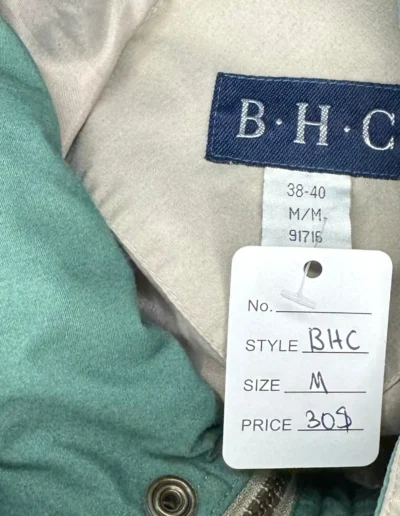 B·H·C
38-40
M/M
91716
No.
STYLE BHC
SIZE M
PRICE 30$